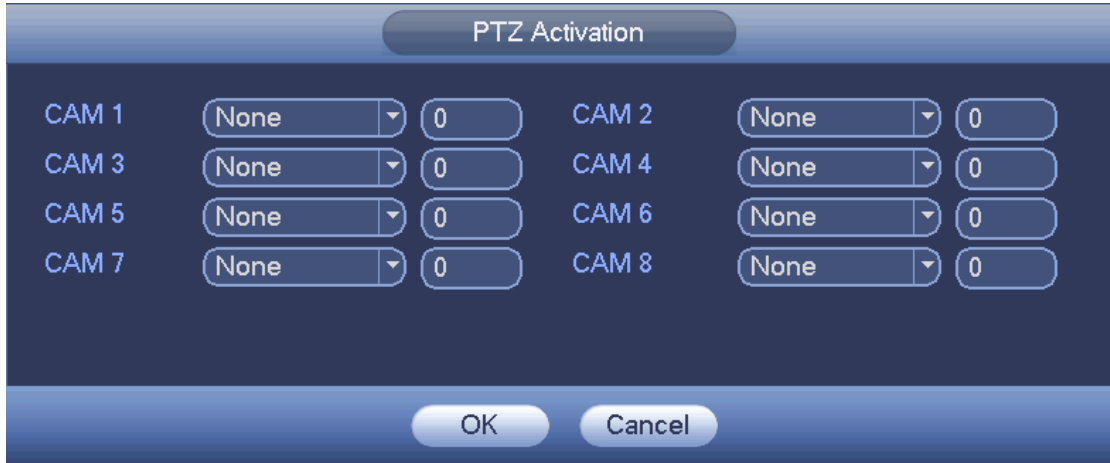 PTZ Activation
CAM 1 None 0 CAM 2 None 0
CAM 3 None 0 CAM 4 None 0
CAM 5 None 0 CAM 6 None 0
CAM 7 None 0 CAM 8 None 0
OK Cancel